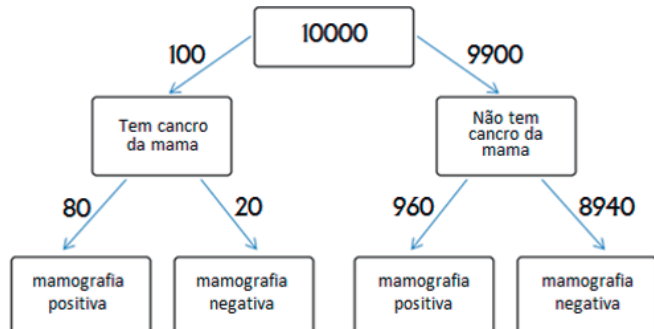 10000
100
9900
Tem cancro
da mama
Não tem
cancro da
mama
80
20
960
8940
mamografia
positiva
mamografia
negativa
mamografia
positiva
mamografia
negativa